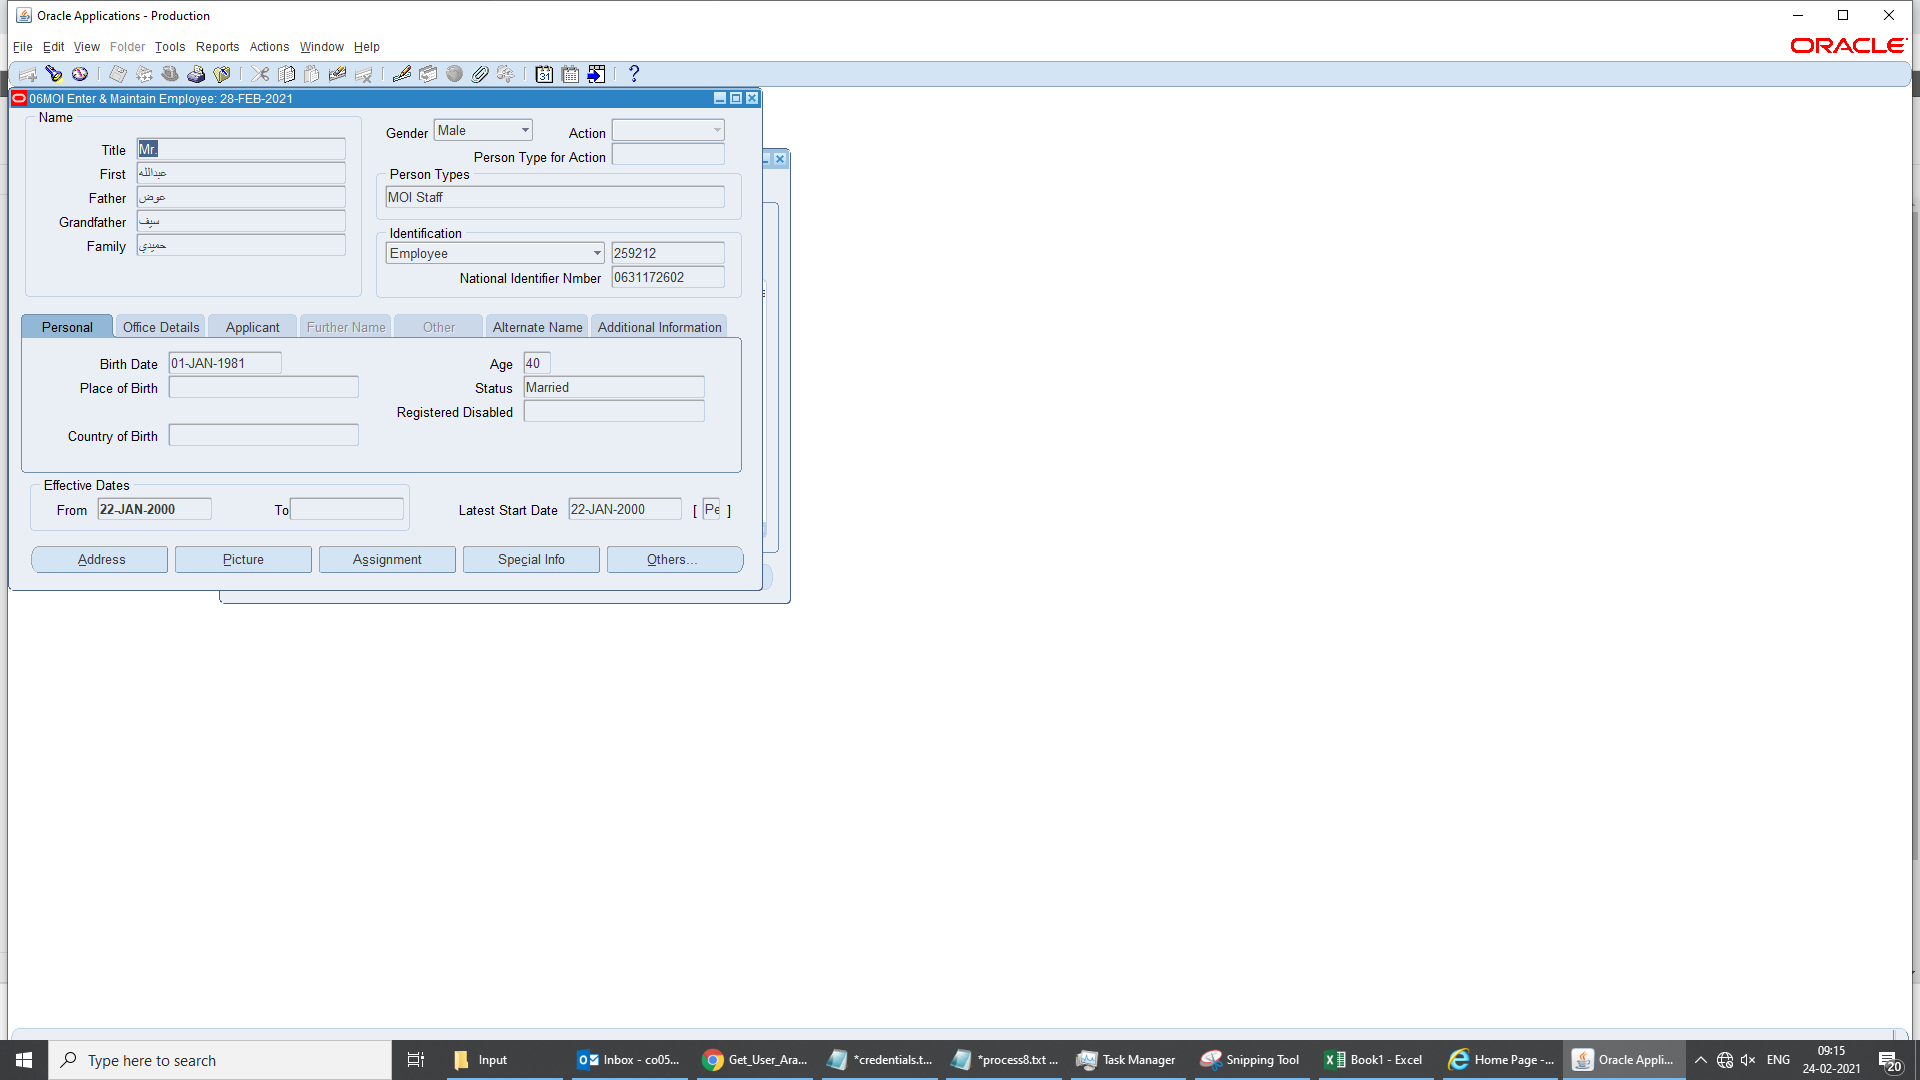 Oracle Applications - Production
File Edit View Folder Tools Reports Actions Window Help
ORACLE
06MOI Enter & Maintain Employee: 28-FEB-2021
Name
Title Mr.
First عبدالله
Father عوض
Grandfather سيف
Family حميدي
Gender Male Action
Person Type for Action
Person Types
MOI Staff
Identification
Employee 259212
National Identifier Nmber 0631172602
Personal Office Details Applicant Further Name Other Alternate Name Additional Information
Birth Date 01-JAN-1981 Age 40
Place of Birth Status Married
Registered Disabled
Country of Birth
Effective Dates
From 22-JAN-2000 To Latest Start Date 22-JAN-2000 [ Pe ]
Address Picture Assignment Special Info Others...
Type here to search Input Inbox - co05... Get_User_Ara... *credentials.t... *process8.txt ... Task Manager Snipping Tool Book1 - Excel Home Page -... Oracle Appli... ENG 09:15
24-02-2021 20